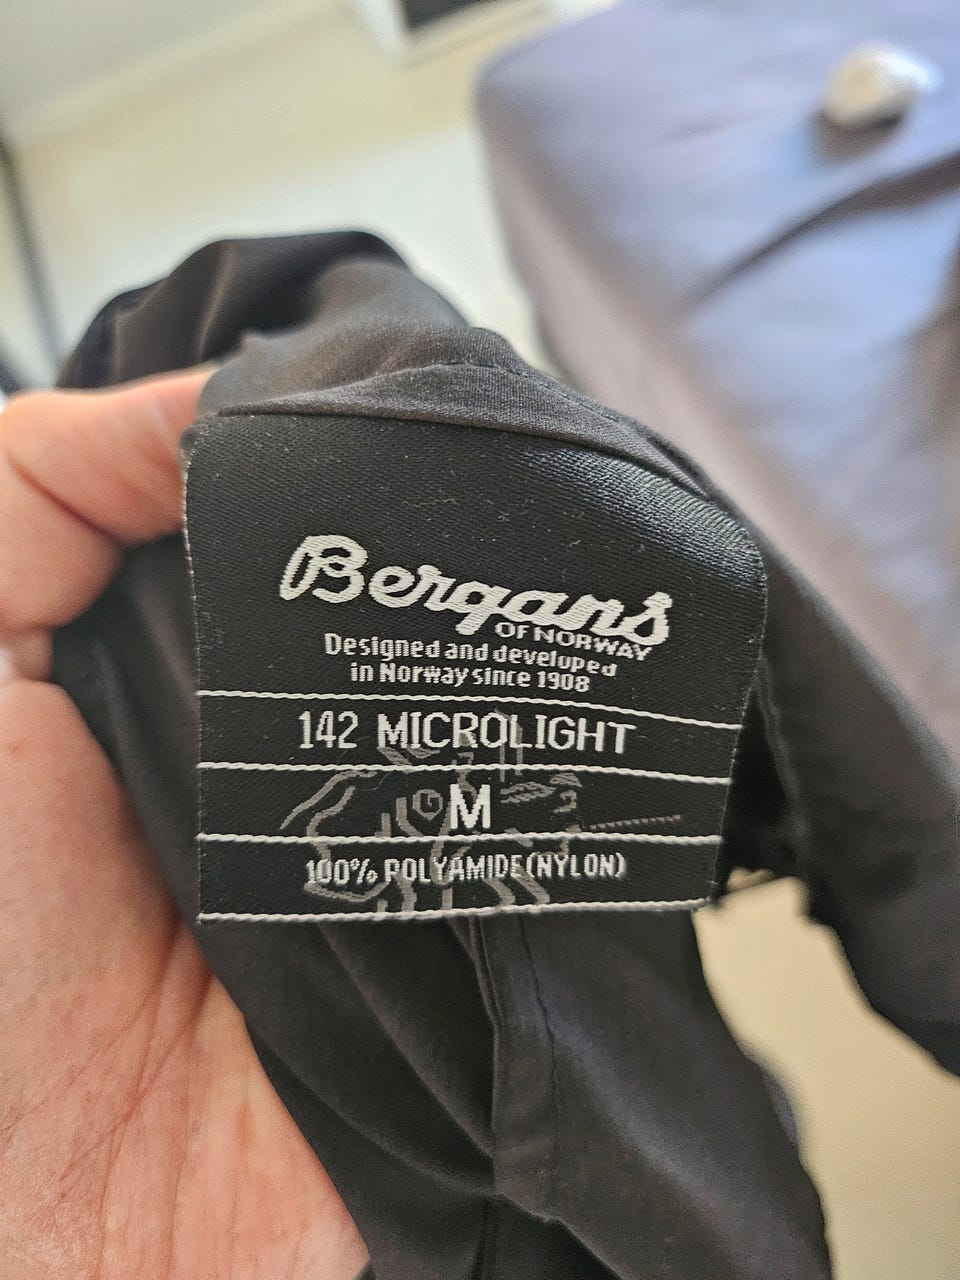 Bergans
OF NORWAY
Designed and developed
in Norway since 1908
142 MICROLIGHT
M
100% POLYAMIDE(NYLON)